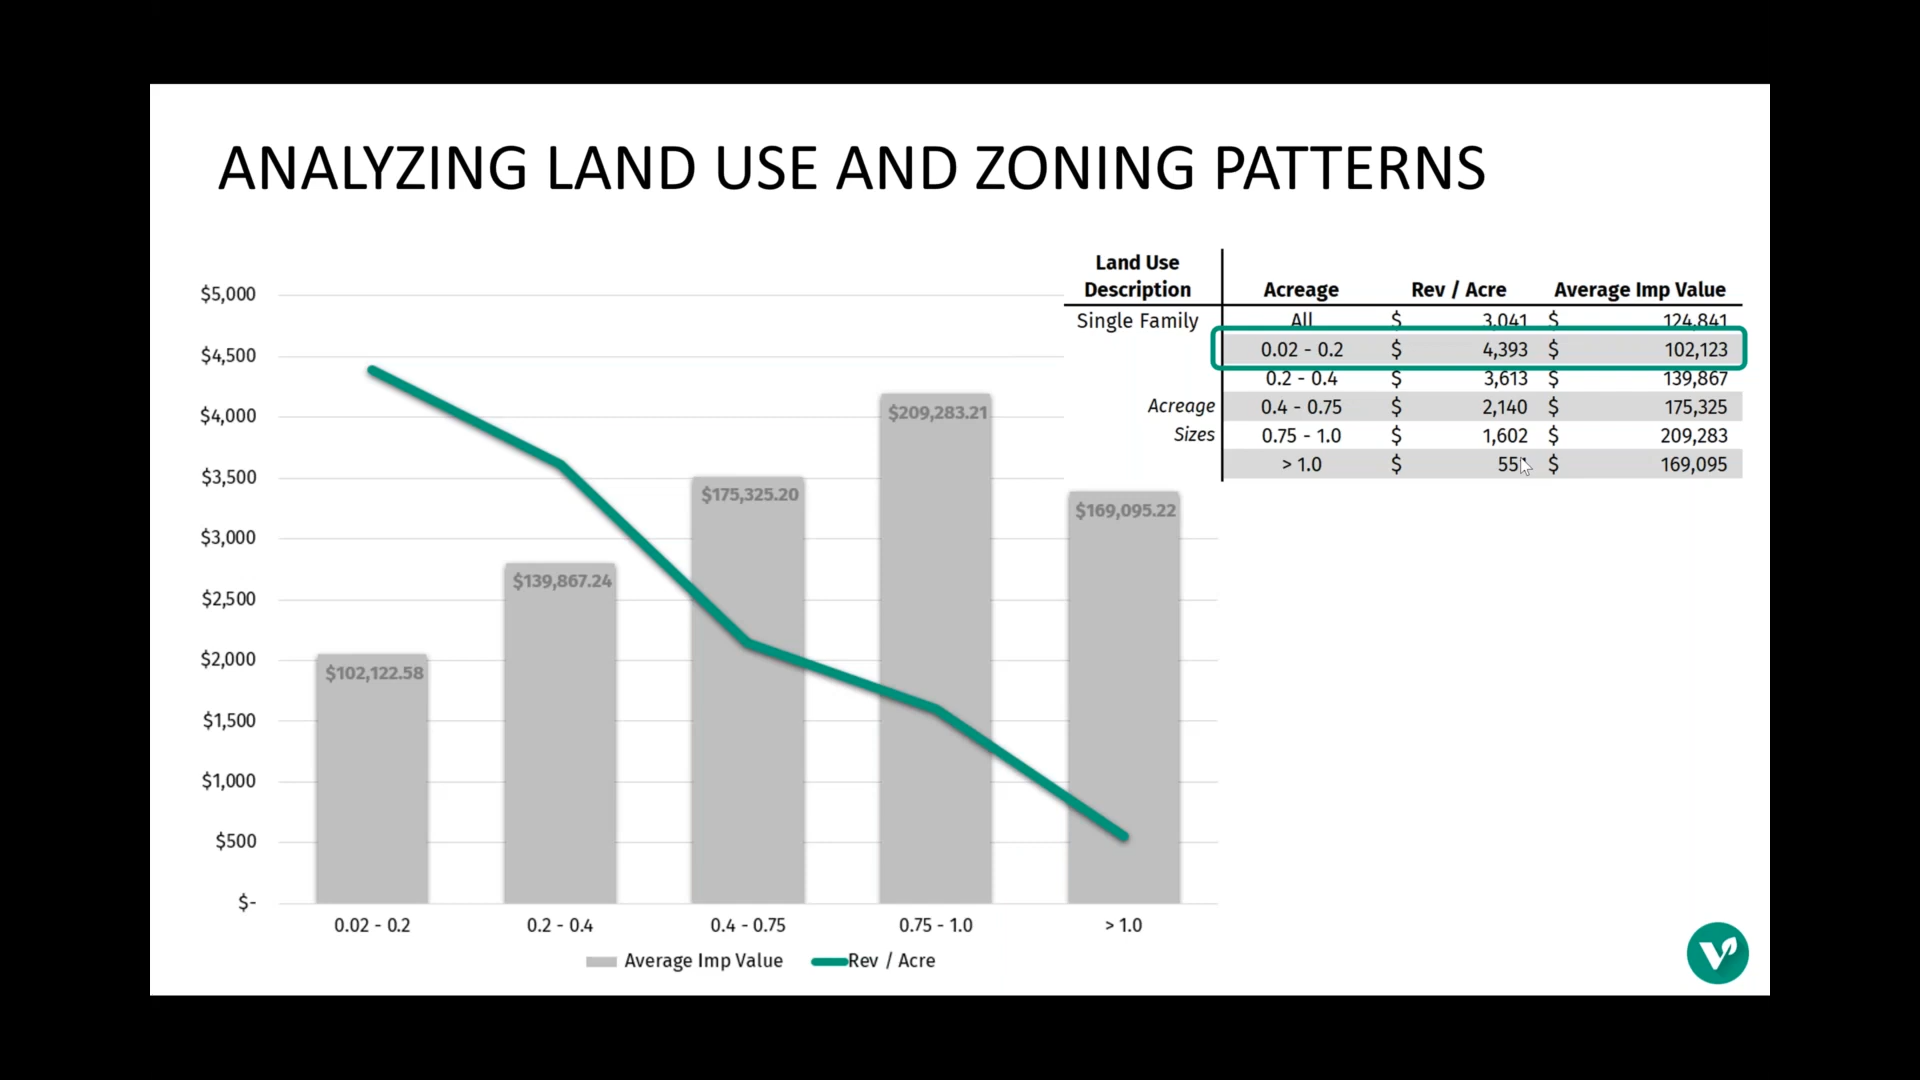 ANALYZING LAND USE AND ZONING PATTERNS
Land Use
Description Acreage Rev / Acre Average Imp Value
Single Family All $ 3,041 $ 124,841
0.02 - 0.2 $ 4,393 $ 102,123
0.2 - 0.4 $ 3,613 $ 139,867
Acreage 0.4 - 0.75 $ 2,140 $ 175,325
Sizes 0.75 - 1.0 $ 1,602 $ 209,283
> 1.0 $ $ 169,095
$5,000
$4,500
$4,000
$3,500
$3,000
$2,500
$2,000
$1,500
$1,000
$500
$-
$102,122.58
$139,867.24
$175,325.20
$209,283.21
$169,095.22
0.02 - 0.2 0.2 - 0.4 0.4 - 0.75 0.75 - 1.0 > 1.0
Average Imp Value Rev / Acre